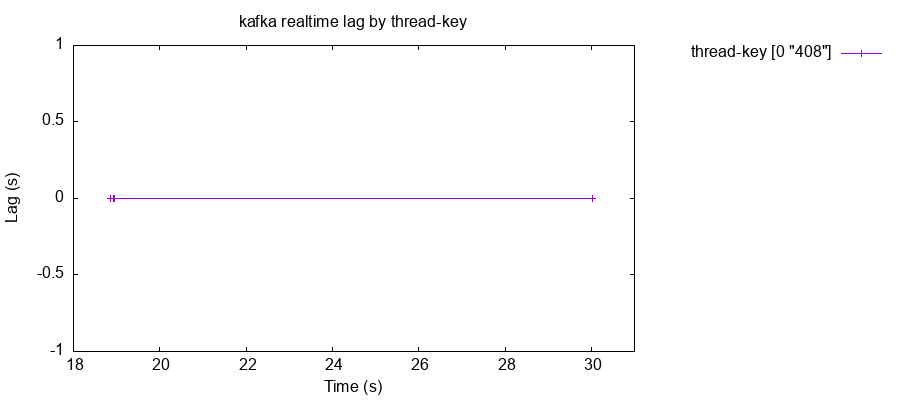 kafka realtime lag by thread-key
thread-key [0 "408"]
1
0.5
0
-0.5
-1
Lag (s)
18 20 22 24 26 28 30
Time (s)